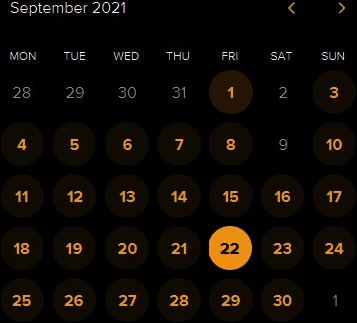 September 2021
MON TUE WED THU FRI SAT SUN
28 29 30 31 1 2 3
4 5 6 7 8 9 10
11 12 13 14 15 16 17
18 19 20 21 22 23 24
25 26 27 28 29 30 1